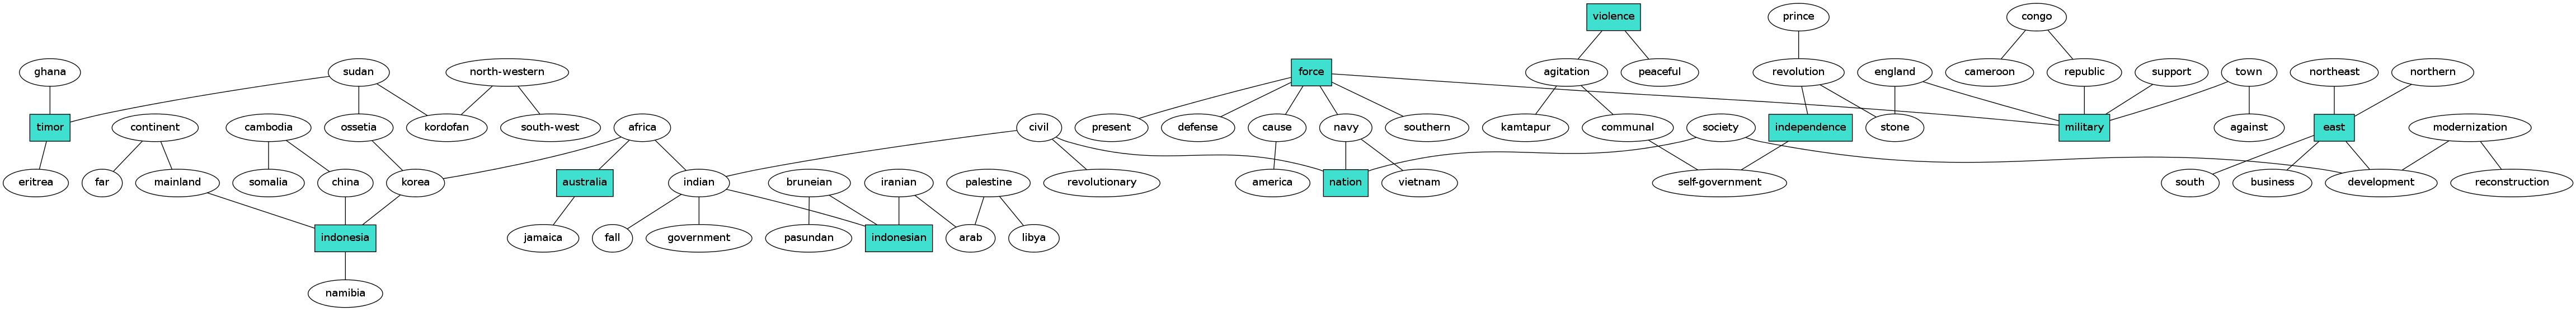 violence prince congo
ghana sudan north-western force agitation peaceful revolution england cameroon republic support town northeast northern
timor continent cambodia ossetia kordofan south-west africa civil present defense cause navy southern kamtapur communal society independence stone military against east modernization
eritrea far mainland somalia china korea australia indian bruneian iranian palestine revolutionary america nation vietnam self-government south business development reconstruction
indonesia jamaica fall government pasundan indonesian arab libya
namibia